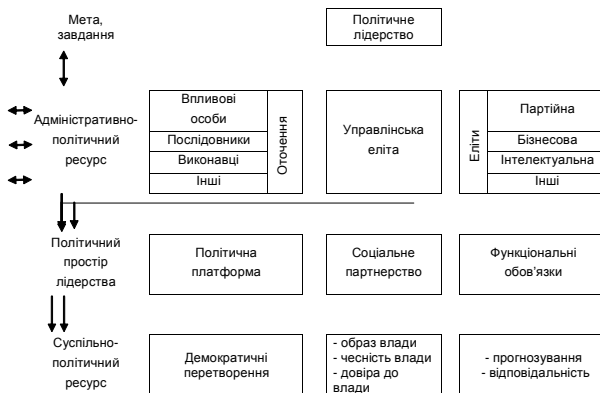 Мета,
завдання
Політичне
лідерство
Адміністративно-
політичний
ресурс
Впливові
особи
Послідовники
Виконавці
Інші
Оточення
Управлінська
еліта
Еліти
Партійна
Бізнесова
Інтелектуальна
Інші
Політичний
простір
лідерства
Політична
платформа
Соціальне
партнерство
Функціональні
обов'язки
Суспільно-
політичний
ресурс
Демократичні
перетворення
- образ влади
- чесність влади
- довіра до
влади
- прогнозування
- відповідальність